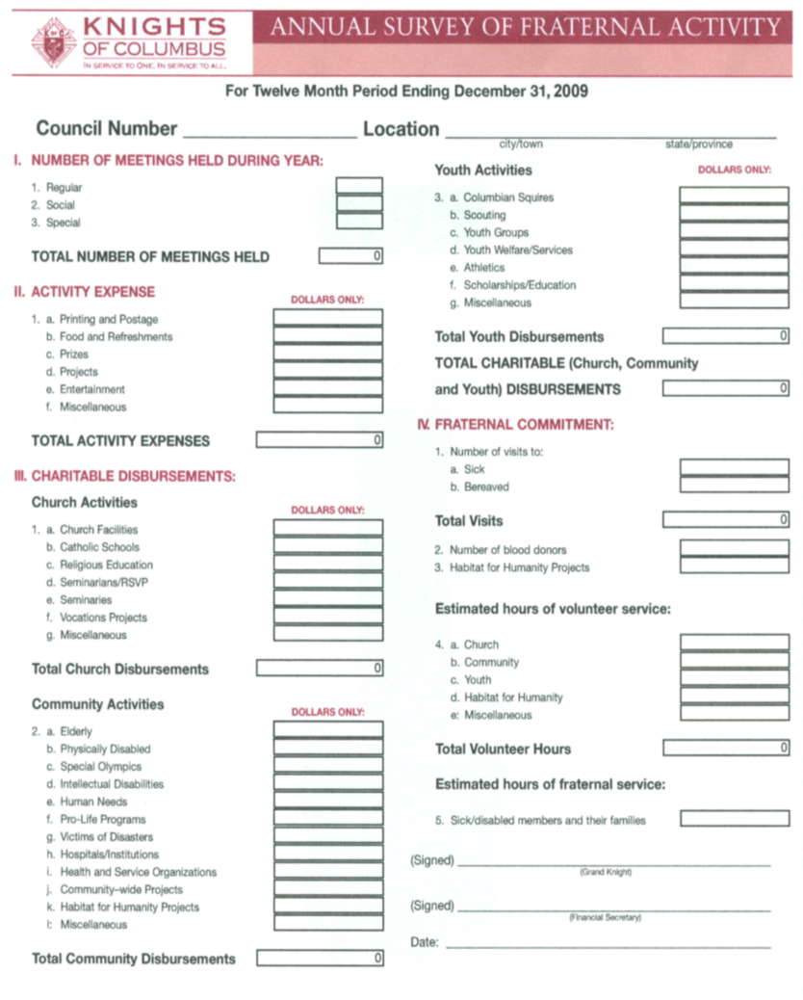 KNIGHTS
OF COLUMBUS
IN SERVICE TO ONE. IN SERVICE TO ALL.
ANNUAL SURVEY OF FRATERNAL ACTIVITY
For Twelve Month Period Ending December 31, 2009
Council Number Location
city/town state/province
I. NUMBER OF MEETINGS HELD DURING YEAR:
1. Regular
2. Social
3. Special
TOTAL NUMBER OF MEETINGS HELD 0
II. ACTIVITY EXPENSE
DOLLARS ONLY:
1. a. Printing and Postage
b. Food and Refreshments
c. Prizes
d. Projects
e. Entertainment
f. Miscellaneous
TOTAL ACTIVITY EXPENSES 0
III. CHARITABLE DISBURSEMENTS:
Church Activities
DOLLARS ONLY:
1. a. Church Facilities
b. Catholic Schools
c. Religious Education
d. Seminarians/RSVP
e. Seminaries
f. Vocations Projects
g. Miscellaneous
Total Church Disbursements 0
Community Activities
DOLLARS ONLY:
2. a. Elderly
b. Physically Disabled
c. Special Olympics
d. Intellectual Disabilities
e. Human Needs
f. Pro-Life Programs
g. Victims of Disasters
h. Hospitals/Institutions
i. Health and Service Organizations
j. Community–wide Projects
k. Habitat for Humanity Projects
l: Miscellaneous
Total Community Disbursements 0
Youth Activities DOLLARS ONLY:
3. a. Columbian Squires
b. Scouting
c. Youth Groups
d. Youth Welfare/Services
e. Athletics
f. Scholarships/Education
g. Miscellaneous
Total Youth Disbursements 0
TOTAL CHARITABLE (Church, Community
and Youth) DISBURSEMENTS 0
IV. FRATERNAL COMMITMENT:
1. Number of visits to:
a. Sick
b. Bereaved
Total Visits 0
2. Number of blood donors
3. Habitat for Humanity Projects
Estimated hours of volunteer service:
4. a. Church
b. Community
c. Youth
d. Habitat for Humanity
e: Miscellaneous
Total Volunteer Hours 0
Estimated hours of fraternal service:
5. Sick/disabled members and their families
(Signed)
(Grand Knight)
(Signed)
(Financial Secretary)
Date: